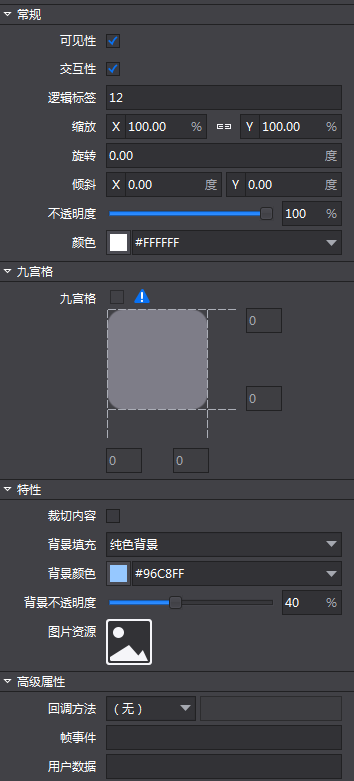 常规
可见性
交互性
逻辑标签 12
缩放 X 100.00 % Y 100.00 %
旋转 0.00 度
倾斜 X 0.00 度 Y 0.00 度
不透明度 100 %
颜色 #FFFFFF
九宫格
九宫格
0
0
0 0
特性
裁切内容
背景填充 纯色背景
背景颜色 #96C8FF
背景不透明度 40 %
图片资源
高级属性
回调方法 (无)
帧事件
用户数据